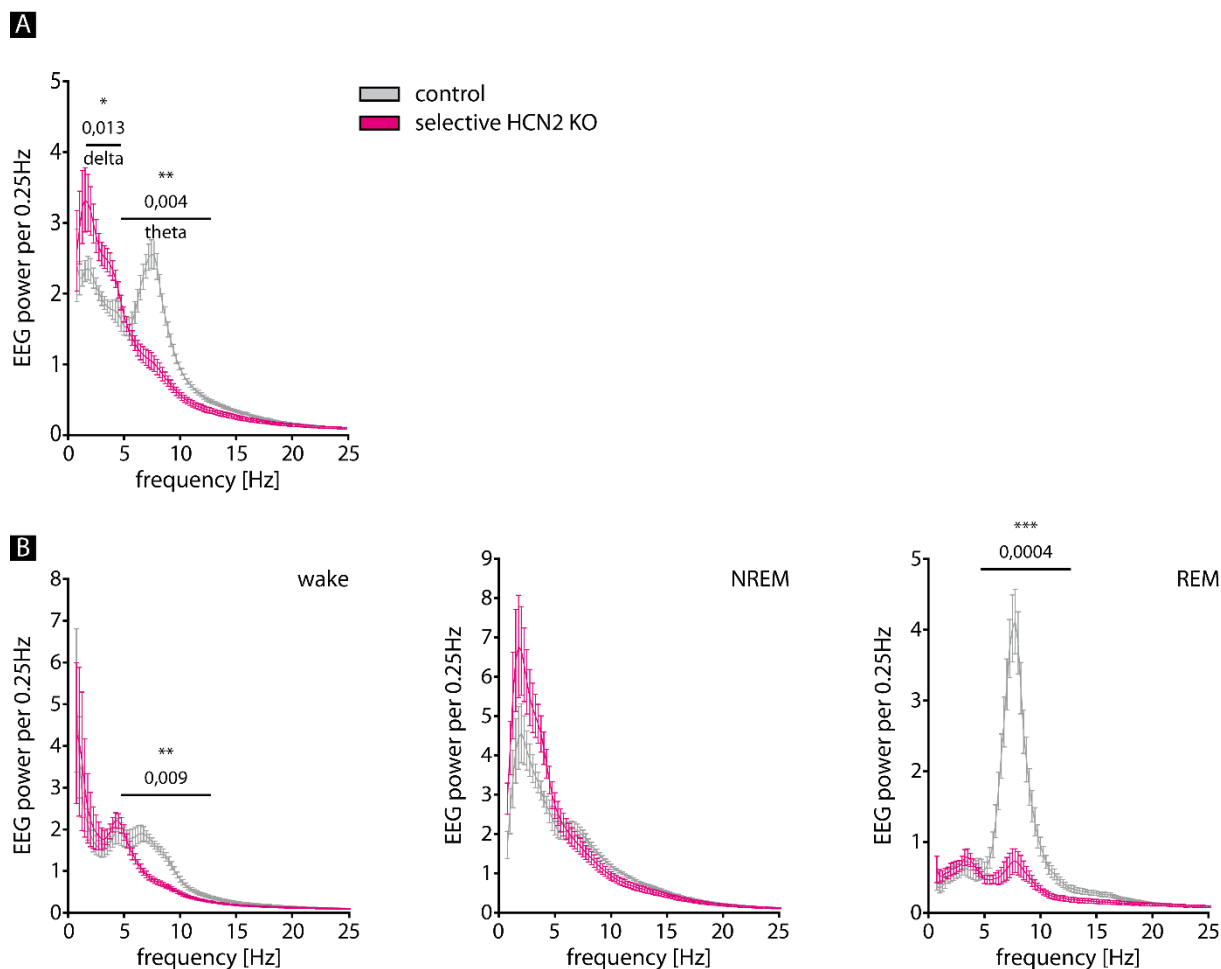 A
control
selective HCN2 KO
*
0,013
delta
**
0,004
theta
EEG power per 0.25Hz
5
4
3
2
1
0
0 5 10 15 20 25
frequency [Hz]
B
wake
**
0,009
EEG power per 0.25Hz
8
7
6
5
4
3
2
1
0
0 5 10 15 20 25
frequency [Hz]
NREM
EEG power per 0.25Hz
9
8
7
6
5
4
3
2
1
0
0 5 10 15 20 25
frequency [Hz]
***
0,0004
REM
EEG power per 0.25Hz
5
4
3
2
1
0
0 5 10 15 20 25
frequency [Hz]